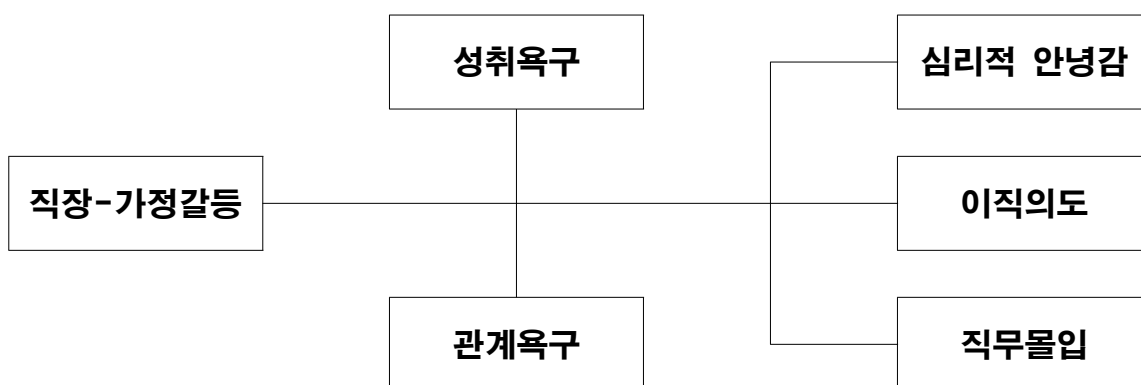 성취욕구
심리적 안녕감
직장-가정갈등
이직의도
관계욕구
직무몰입